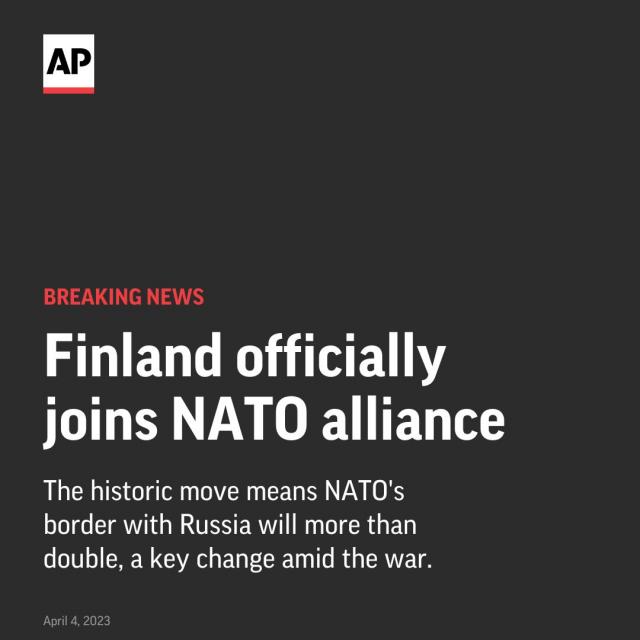 AP
BREAKING NEWS
Finland officially
joins NATO alliance
The historic move means NATO's
border with Russia will more than
double, a key change amid the war.
April 4, 2023